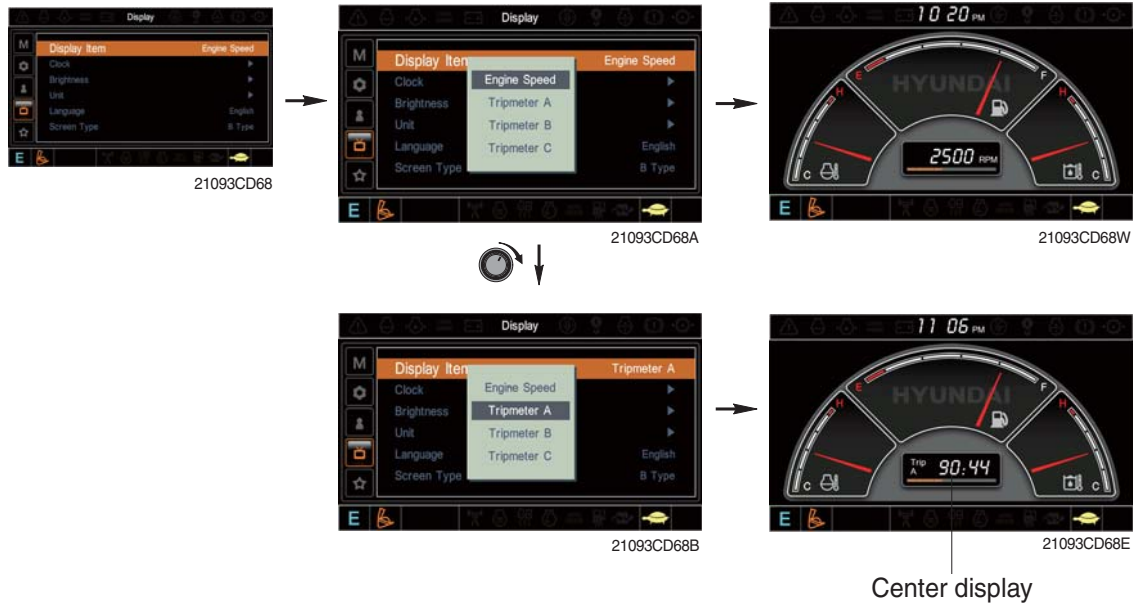 Display
M
Display Item Engine Speed
Clock
Brightness
Unit
Language English
Screen Type B Type
E
21093CD68
Display
M
Display Item Engine Speed
Clock Engine Speed
Brightness Tripmeter A
Unit Tripmeter B
Language Tripmeter C English
Screen Type B Type
E
21093CD68A
10 20 PM
E HYUNDAI F
H H
2500 RPM
C C
E
21093CD68W
Display
M
Display Item Tripmeter A
Clock Engine Speed
Brightness Tripmeter A
Unit Tripmeter B
Language Tripmeter C English
Screen Type B Type
E
21093CD68B
11 06 PM
E HYUNDAI F
H H
Trip A 90:44
C C
E
21093CD68E
Center display